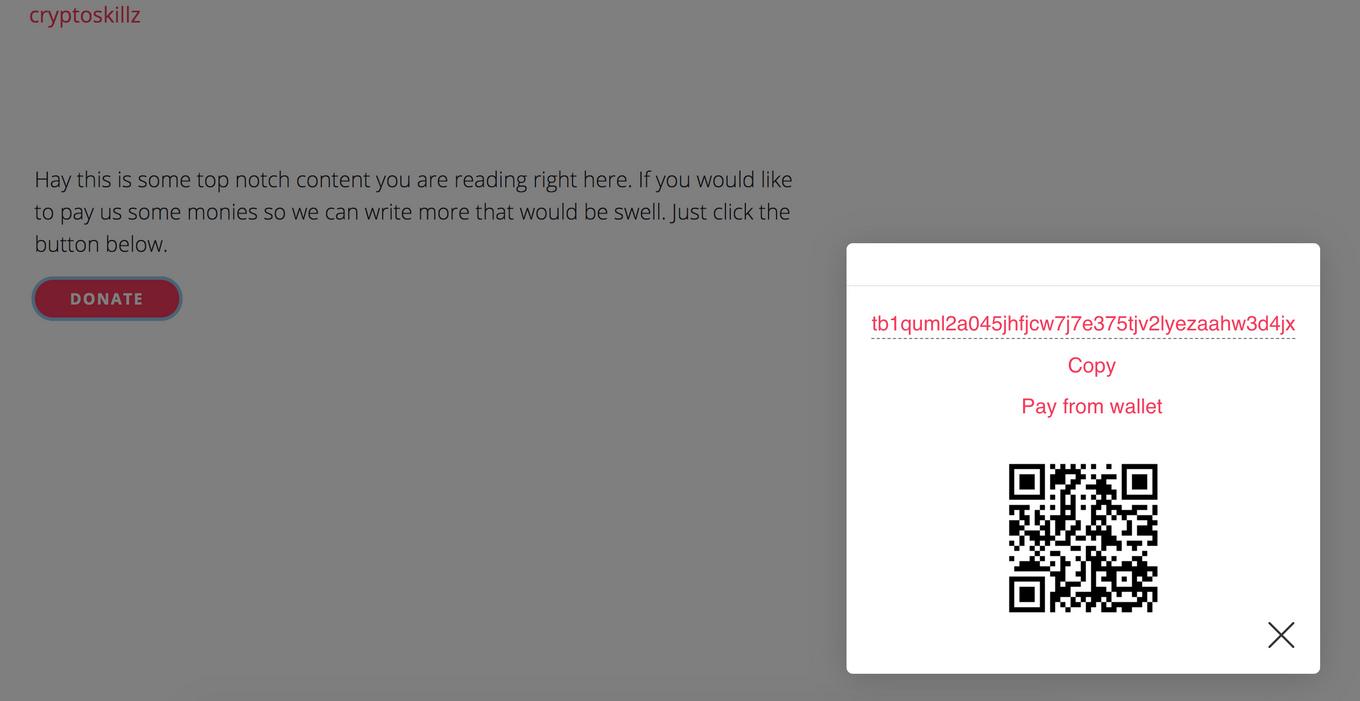 cryptoskillz
Hay this is some top notch content you are reading right here. If you would like
to pay us some monies so we can write more that would be swell. Just click the
button below.
DONATE
tb1quml2a045jhfjcw7j7e375tjv2lyezaahw3d4jx
Copy
Pay from wallet